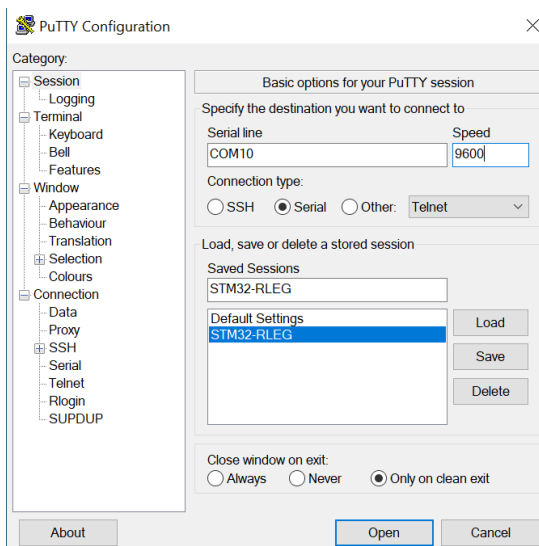 PuTTY Configuration
Category:
Session
Logging
Terminal
Keyboard
Bell
Features
Window
Appearance
Behaviour
Translation
Selection
Colours
Connection
Data
Proxy
SSH
Serial
Telnet
Rlogin
SUPDUP
Basic options for your PuTTY session
Specify the destination you want to connect to
Serial line Speed
COM10 9600
Connection type:
SSH Serial Other: Telnet
Load, save or delete a stored session
Saved Sessions
STM32-RLEG
Default Settings
STM32-RLEG
Load
Save
Delete
Close window on exit:
Always Never Only on clean exit
About Open Cancel